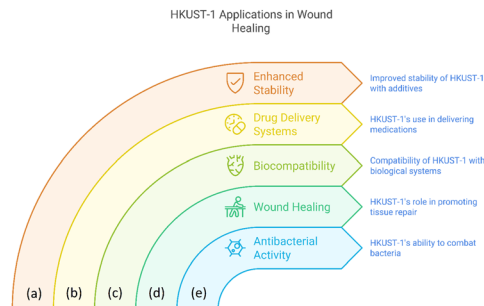 HKUST-1 Applications in Wound
Healing
Enhanced
Stability
Improved stability of HKUST-1
with additives
Drug Delivery
Systems
HKUST-1's use in delivering
medications
Biocompatibility
Compatibility of HKUST-1 with
biological systems
Wound Healing
HKUST-1's role in promoting
tissue repair
Antibacterial
Activity
HKUST-1's ability to combat
bacteria
(a) (b) (c) (d) (e)